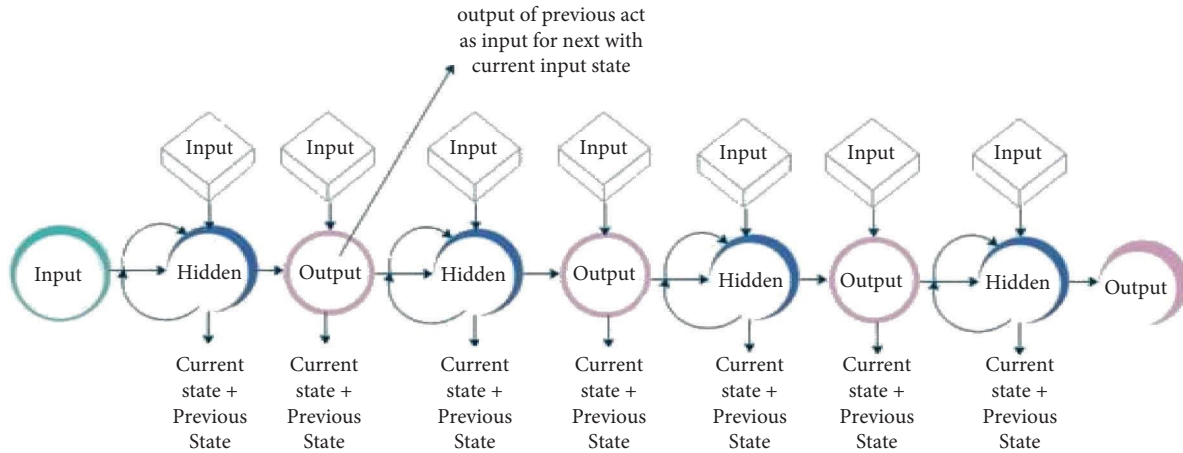 output of previous act
as input for next with
current input state
Input Input Input Input Input Input Input
Input Hidden Output Hidden Output Hidden Output Hidden Output
Current Current Current Current Current Current Current
state + state + state + state + state + state + state +
Previous Previous Previous Previous Previous Previous Previous
State State State State State State State